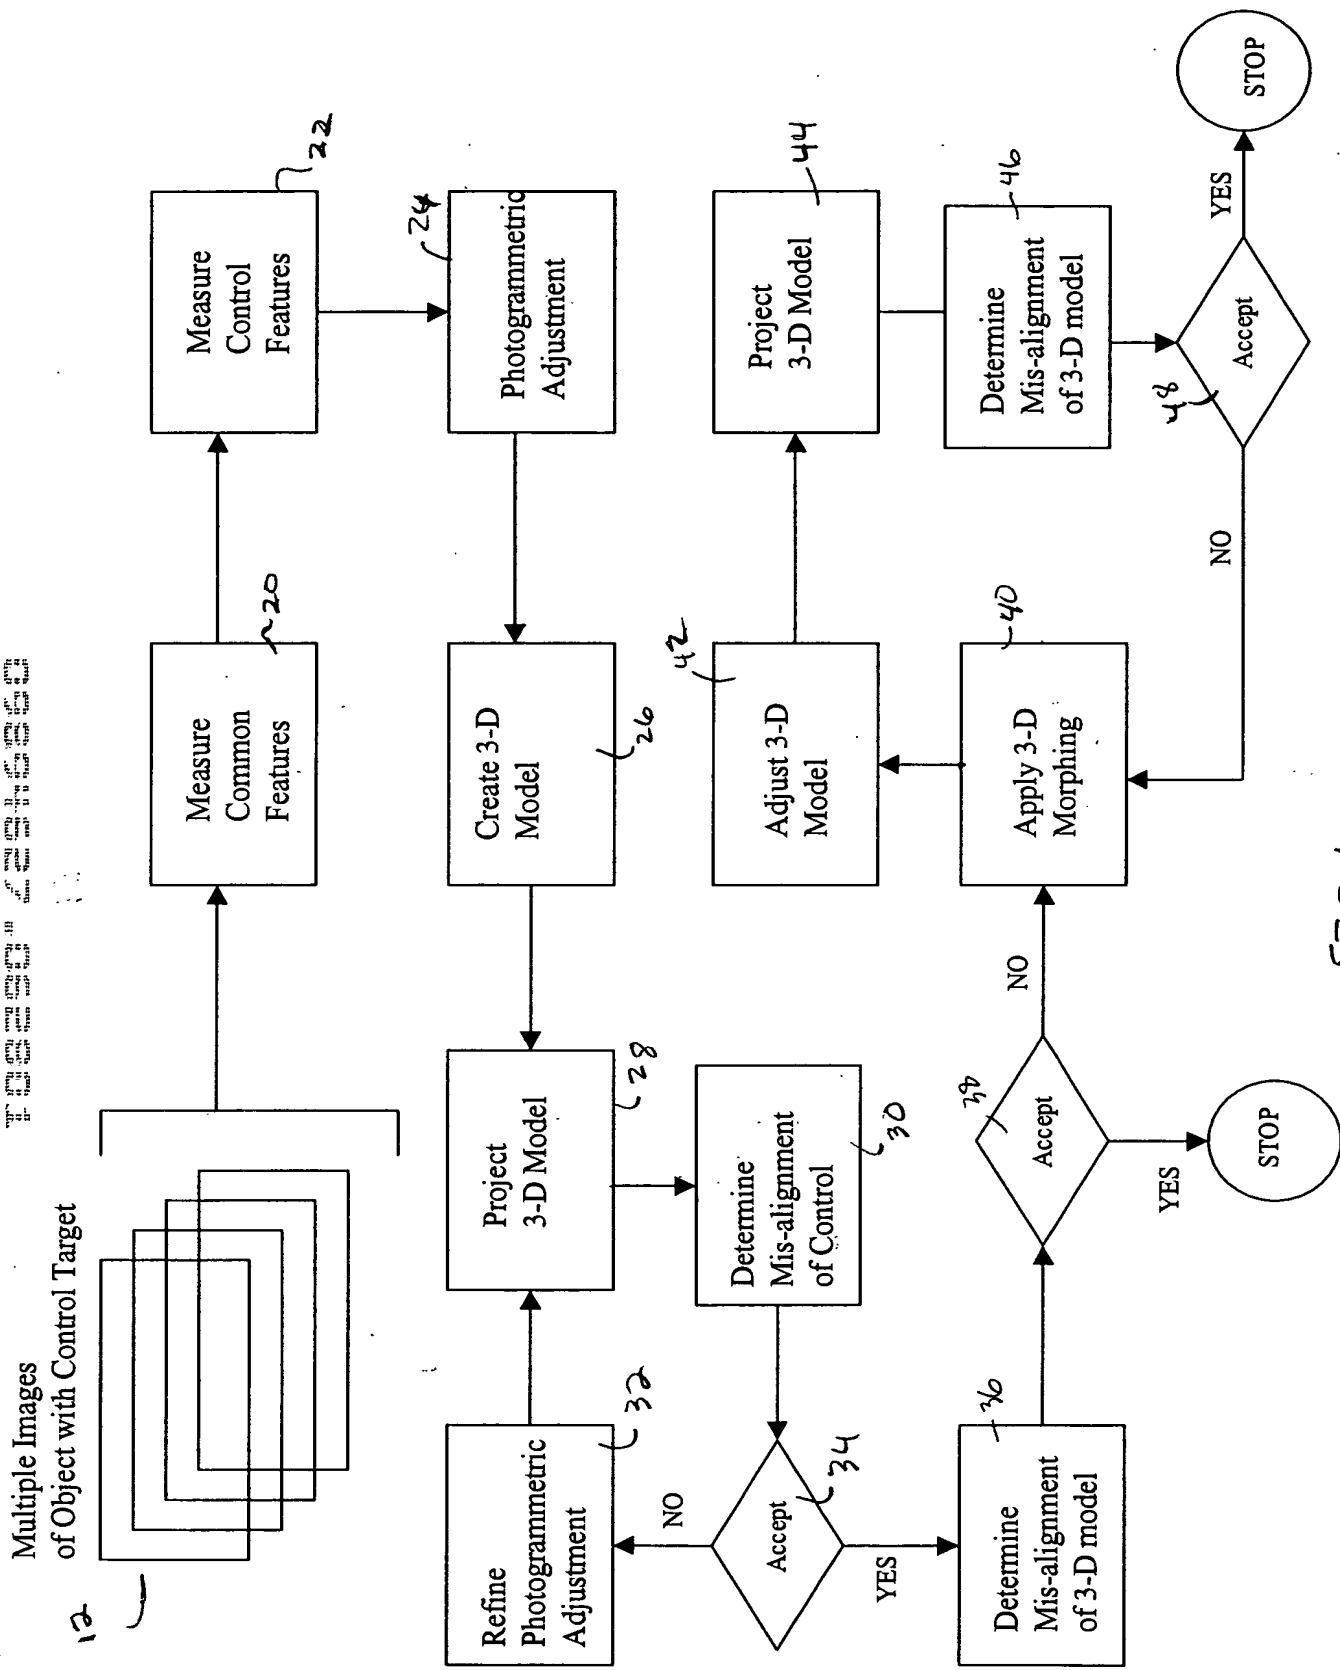 Multiple Images
of Object with Control Target
12
Measure
Common
Features
20
Measure
Control
Features
22
Photogrammetric
Adjustment
24
Create 3-D
Model
26
Project
3-D Model
28
Determine
Mis-alignment
of Control
30
Refine
Photogrammetric
Adjustment
32
Accept
34
NO
YES
Determine
Mis-alignment
of 3-D model
36
Accept
38
YES
STOP
NO
Apply 3-D
Morphing
40
Adjust 3-D
Model
42
Project
3-D Model
44
Determine
Mis-alignment
of 3-D model
46
Accept
48
NO
YES
STOP